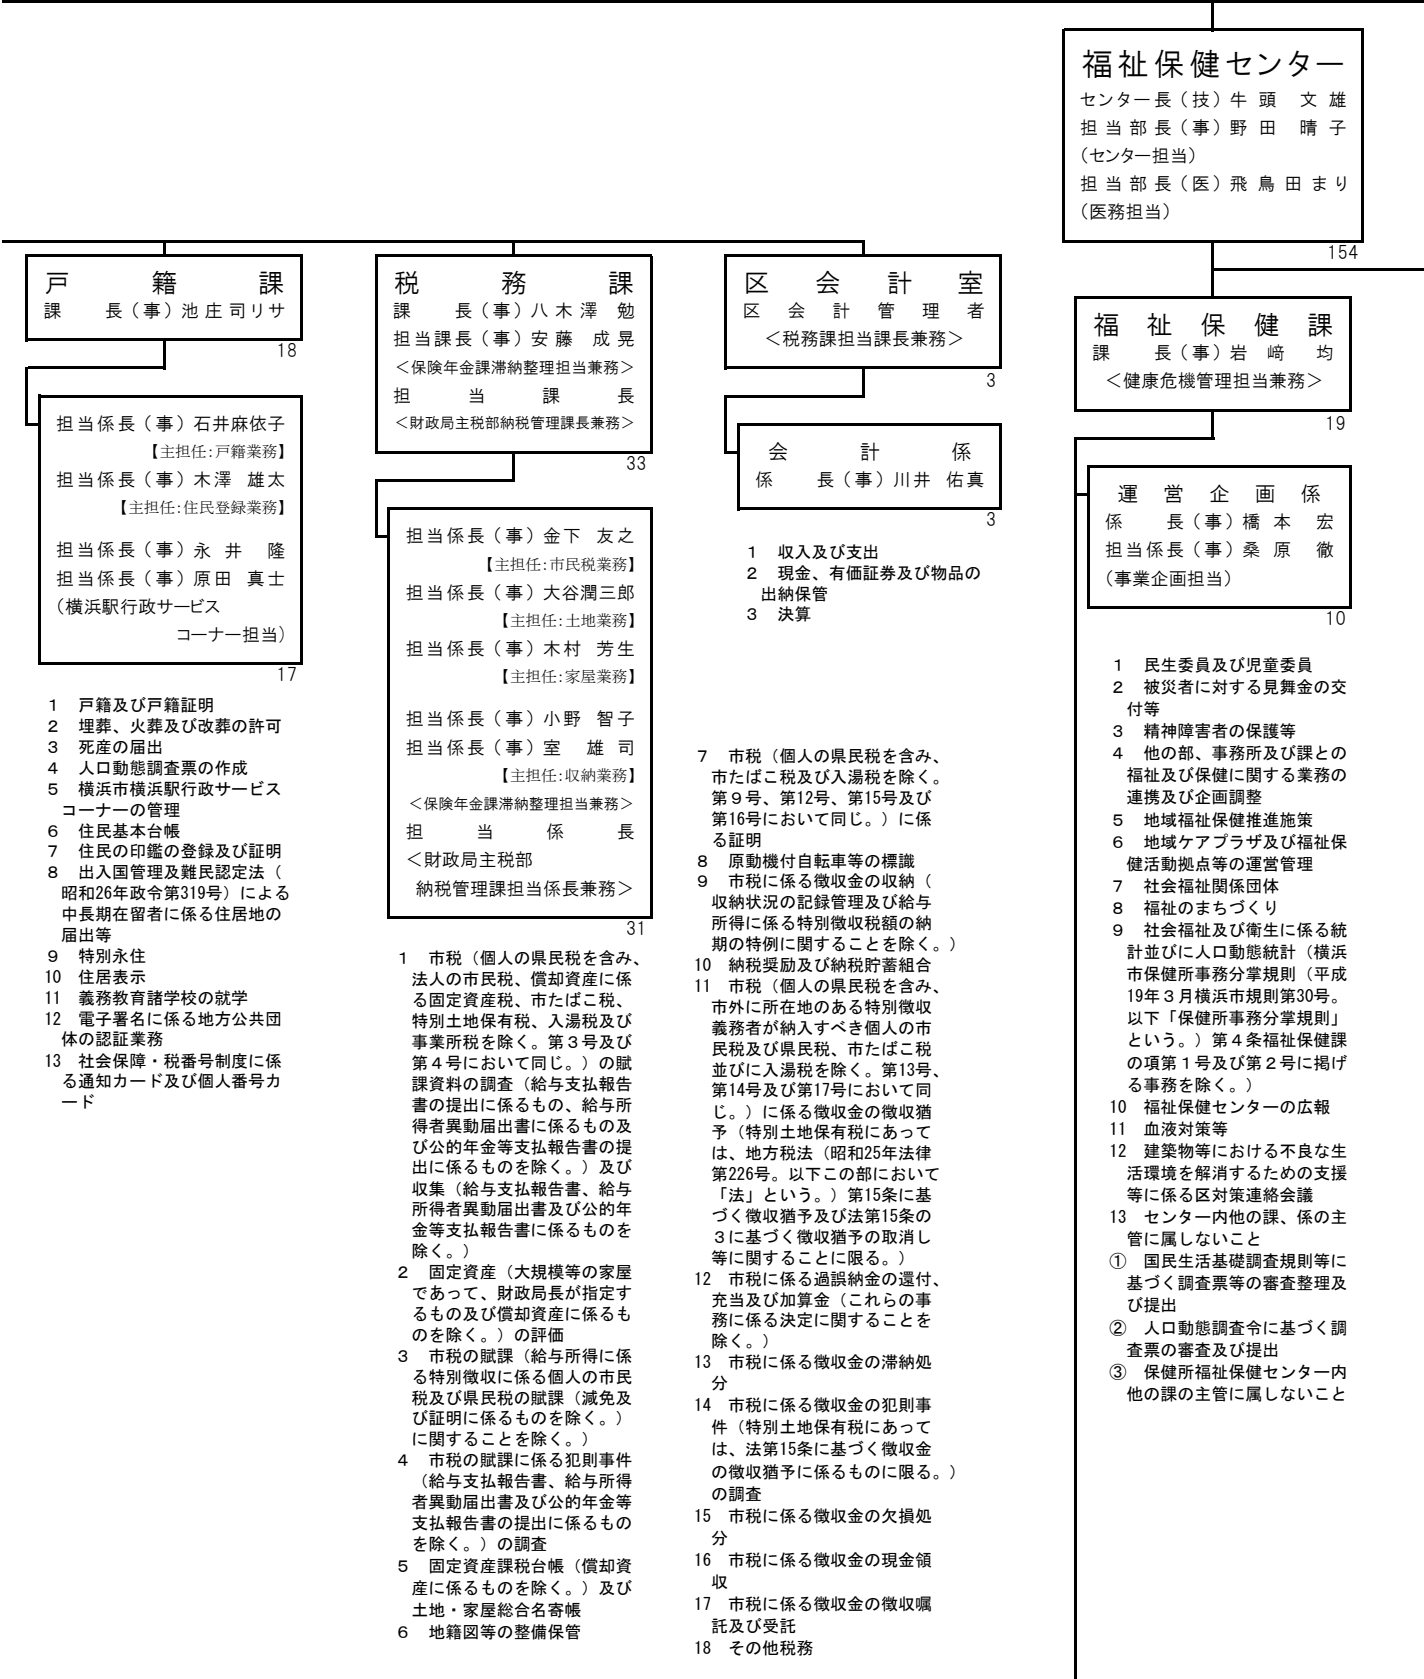 福祉保健センター
センター長（技）牛頭　文雄
担当部長（事）野田　晴子
（センター担当）
担当部長（医）飛鳥田まり
（医務担当）
154
戸籍課
課　長（事）池庄司リサ
18
担当係長（事）石井麻依子
【主担任:戸籍業務】
担当係長（事）木澤　雄太
【主担任:住民登録業務】
担当係長（事）永井　隆
担当係長（事）原田　真士
（横浜駅行政サービス
コーナー担当）
17
1　戸籍及び戸籍証明
2　埋葬、火葬及び改葬の許可
3　死産の届出
4　人口動態調査票の作成
5　横浜市横浜駅行政サービス
コーナーの管理
6　住民基本台帳
7　住民の印鑑の登録及び証明
8　出入国管理及難民認定法（
昭和26年政令第319号）による
中長期在留者に係る住居地の
届出等
9　特別永住
10　住居表示
11　義務教育諸学校の就学
12　電子署名に係る地方公共団
体の認証業務
13　社会保障・税番号制度に係
る通知カード及び個人番号カ
ード
税務課
課　長（事）八木澤　勉
担当課長（事）安藤　成晃
＜保険年金課滞納整理担当兼務＞
担当課長
＜財政局主税部納税管理課長兼務＞
33
担当係長（事）金下　友之
【主担任:市民税業務】
担当係長（事）大谷潤三郎
【主担任:土地業務】
担当係長（事）木村　芳生
【主担任:家屋業務】
担当係長（事）小野　智子
担当係長（事）室　雄司
【主担任:収納業務】
＜保険年金課滞納整理担当兼務＞
担当係長
＜財政局主税部
納税管理課担当係長兼務＞
31
1　市税（個人の県民税を含み、
法人の市民税、償却資産に係
る固定資産税、市たばこ税、
特別土地保有税、入湯税及び
事業所税を除く。第３号及び
第４号において同じ。）の賦
課資料の調査（給与支払報告
書の提出に係るもの、給与所
得者異動届出書に係るもの及
び公的年金等支払報告書の提
出に係るものを除く。）及び
収集（給与支払報告書、給与
所得者異動届出書及び公的年
金等支払報告書に係るものを
除く。）
2　固定資産（大規模等の家屋
であって、財政局長が指定す
るもの及び償却資産に係るも
のを除く。）の評価
3　市税の賦課（給与所得に係
る特別徴収に係る個人の市民
税及び県民税の賦課（減免及
び証明に係るものを除く。）
に関することを除く。）
4　市税の賦課に係る犯則事件
（給与支払報告書、給与所得
者異動届出書及び公的年金等
支払報告書の提出に係るもの
を除く。）の調査
5　固定資産課税台帳（償却資
産に係るものを除く。）及び
土地・家屋総合名寄帳
6　地籍図等の整備保管
区会計室
区会計管理者
＜税務課担当課長兼務＞
3
会計係
係　長（事）川井　佑真
3
1　収入及び支出
2　現金、有価証券及び物品の
出納保管
3　決算
7　市税（個人の県民税を含み、
市たばこ税及び入湯税を除く。
第９号、第12号、第15号及び
第16号において同じ。）に係
る証明
8　原動機付自転車等の標識
9　市税に係る徴収金の収納（
収納状況の記録管理及び給与
所得に係る特別徴収税額の納
期の特例に関することを除く。）
10　納税奨励及び納税貯蓄組合
11　市税（個人の県民税を含み、
市外に所在地のある特別徴収
義務者が納入すべき個人の市
民税及び県民税、市たばこ税
並びに入湯税を除く。第13号、
第14号及び第17号において同
じ。）に係る徴収金の徴収猶
予（特別土地保有税にあって
は、地方税法（昭和25年法律
第226号。以下この部において
「法」という。）第15条に基
づく徴収猶予及び法第15条の
３に基づく徴収猶予の取消し
等に関することに限る。）
12　市税に係る過誤納金の還付、
充当及び加算金（これらの事
務に係る決定に関することを
除く。）
13　市税に係る徴収金の滞納処
分
14　市税に係る徴収金の犯則事
件（特別土地保有税にあって
は、法第15条に基づく徴収金
の徴収猶予に係るものに限る。）
の調査
15　市税に係る徴収金の欠損処
分
16　市税に係る徴収金の現金領
収
17　市税に係る徴収金の徴収嘱
託及び受託
18　その他税務
福祉保健課
課　長（事）岩﨑　均
＜健康危機管理担当兼務＞
19
運営企画係
係　長（事）橋本　宏
担当係長（事）桑原　徹
（事業企画担当）
10
1　民生委員及び児童委員
2　被災者に対する見舞金の交
付等
3　精神障害者の保護等
4　他の部、事務所及び課との
福祉及び保健に関する業務の
連携及び企画調整
5　地域福祉保健推進施策
6　地域ケアプラザ及び福祉保
健活動拠点等の運営管理
7　社会福祉関係団体
8　福祉のまちづくり
9　社会福祉及び衛生に係る統
計並びに人口動態統計（横浜
市保健所事務分掌規則（平成
19年３月横浜市規則第30号。
以下「保健所事務分掌規則」
という。）第４条福祉保健課
の項第１号及び第２号に掲げ
る事務を除く。）
10　福祉保健センターの広報
11　血液対策等
12　建築物等における不良な生
活環境を解消するための支援
等に係る区対策連絡会議
13　センター内他の課、係の主
管に属しないこと
①　国民生活基礎調査規則等に
基づく調査票等の審査整理及
び提出
②　人口動態調査令に基づく調
査票の審査及び提出
③　保健所福祉保健センター内
他の課の主管に属しないこと